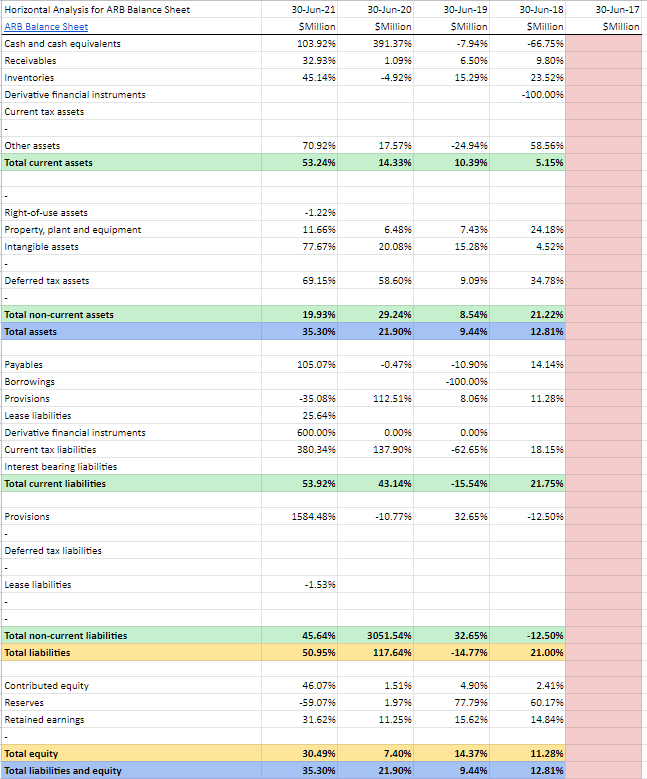 Horizontal Analysis for ARB Balance Sheet 30-Jun-21 30-Jun-20 30-Jun-19 30-Jun-18 30-Jun-17
ARB Balance Sheet $Million $Million $Million $Million $Million
Cash and cash equivalents 103.92% 391.37% -7.94% -66.75%
Receivables 32.93% 1.09% 6.50% 9.80%
Inventories 45.14% -4.92% 15.29% 23.52%
Derivative financial instruments -100.00%
Current tax assets
-
Other assets 70.92% 17.57% -24.94% 58.56%
Total current assets 53.24% 14.33% 10.39% 5.15%
-
Right-of-use assets -1.22%
Property, plant and equipment 11.66% 6.48% 7.43% 24.18%
Intangible assets 77.67% 20.08% 15.28% 4.52%
-
Deferred tax assets 69.15% 58.60% 9.09% 34.78%
-
Total non-current assets 19.93% 29.24% 8.54% 21.22%
Total assets 35.30% 21.90% 9.44% 12.81%
Payables 105.07% -0.47% -10.90% 14.14%
Borrowings -100.00%
Provisions -35.08% 112.51% 8.06% 11.28%
Lease liabilities 25.64%
Derivative financial instruments 600.00% 0.00% 0.00%
Current tax liabilities 380.34% 137.90% -62.65% 18.15%
Interest bearing liabilities
Total current liabilities 53.92% 43.14% -15.54% 21.75%
Provisions 1584.48% -10.77% 32.65% -12.50%
-
Deferred tax liabilities
-
Lease liabilities -1.53%
-
-
Total non-current liabilities 45.64% 3051.54% 32.65% -12.50%
Total liabilities 50.95% 117.64% -14.77% 21.00%
Contributed equity 46.07% 1.51% 4.90% 2.41%
Reserves -59.07% 1.97% 77.79% 60.17%
Retained earnings 31.62% 11.25% 15.62% 14.84%
-
Total equity 30.49% 7.40% 14.37% 11.28%
Total liabilities and equity 35.30% 21.90% 9.44% 12.81%